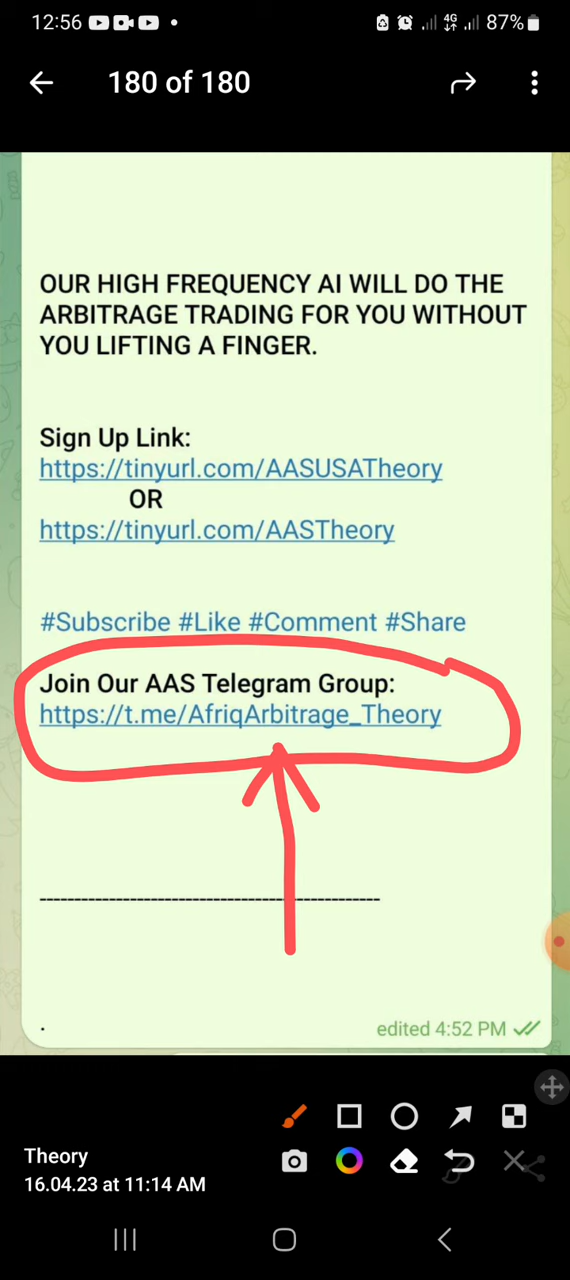 12:56
4G
87%
180 of 180
OUR HIGH FREQUENCY AI WILL DO THE
ARBITRAGE TRADING FOR YOU WITHOUT
YOU LIFTING A FINGER.
Sign Up Link:
https://tinyurl.com/AASUSATheory
OR
https://tinyurl.com/AASTheory
#Subscribe #Like #Comment #Share
Join Our AAS Telegram Group:
https://t.me/AfriqArbitrage_Theory
--------------------------------------------------
.
edited 4:52 PM
Theory
16.04.23 at 11:14 AM